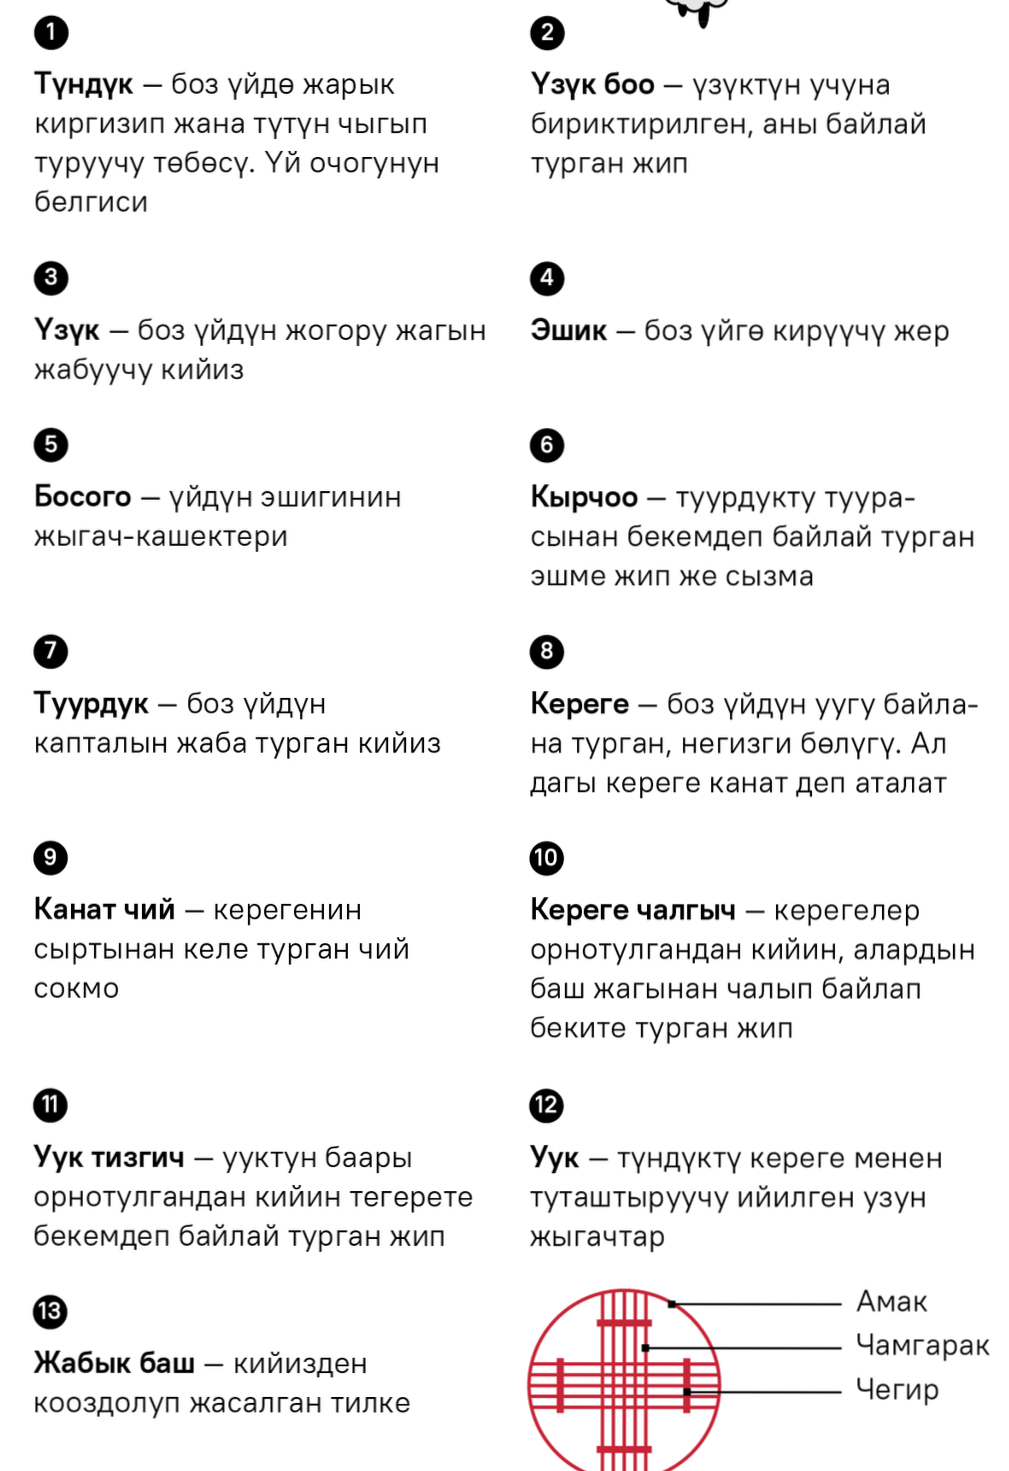 1
Түндүк — боз үйдө жарык
киргизип жана түтүн чыгып
туруучу төбөсү. Үй очогунун
белгиси
2
Үзүк боо — үзүктүн учуна
бириктирилген, аны байлай
турган жип
3
Үзүк — боз үйдүн жогору жагын
жабуучу кийиз
4
Эшик — боз үйгө кирүүчү жер
5
Босого — үйдүн эшигинин
жыгач-кашектери
6
Кырчоо — туурдукту туура-
сынан бекемдеп байлай турган
эшме жип же сызма
7
Туурдук — боз үйдүн
капталын жаба турган кийиз
8
Кереге — боз үйдүн уугу байла-
на турган, негизги бөлүгү. Ал
дагы кереге канат деп аталат
9
Канат чий — керегенин
сыртынан келе турган чий
сокмо
10
Кереге чалгыч — керегелер
орнотулгандан кийин, алардын
баш жагынан чалып байлап
беките турган жип
11
Уук тизгич — ууктун баары
орнотулгандан кийин тегерете
бекемдеп байлай турган жип
12
Уук — түндүктү кереге менен
туташтыруучу ийилген узун
жыгачтар
13
Жабык баш — кийизден
кооздолуп жасалган тилке
Амак
Чамгарак
Чегир